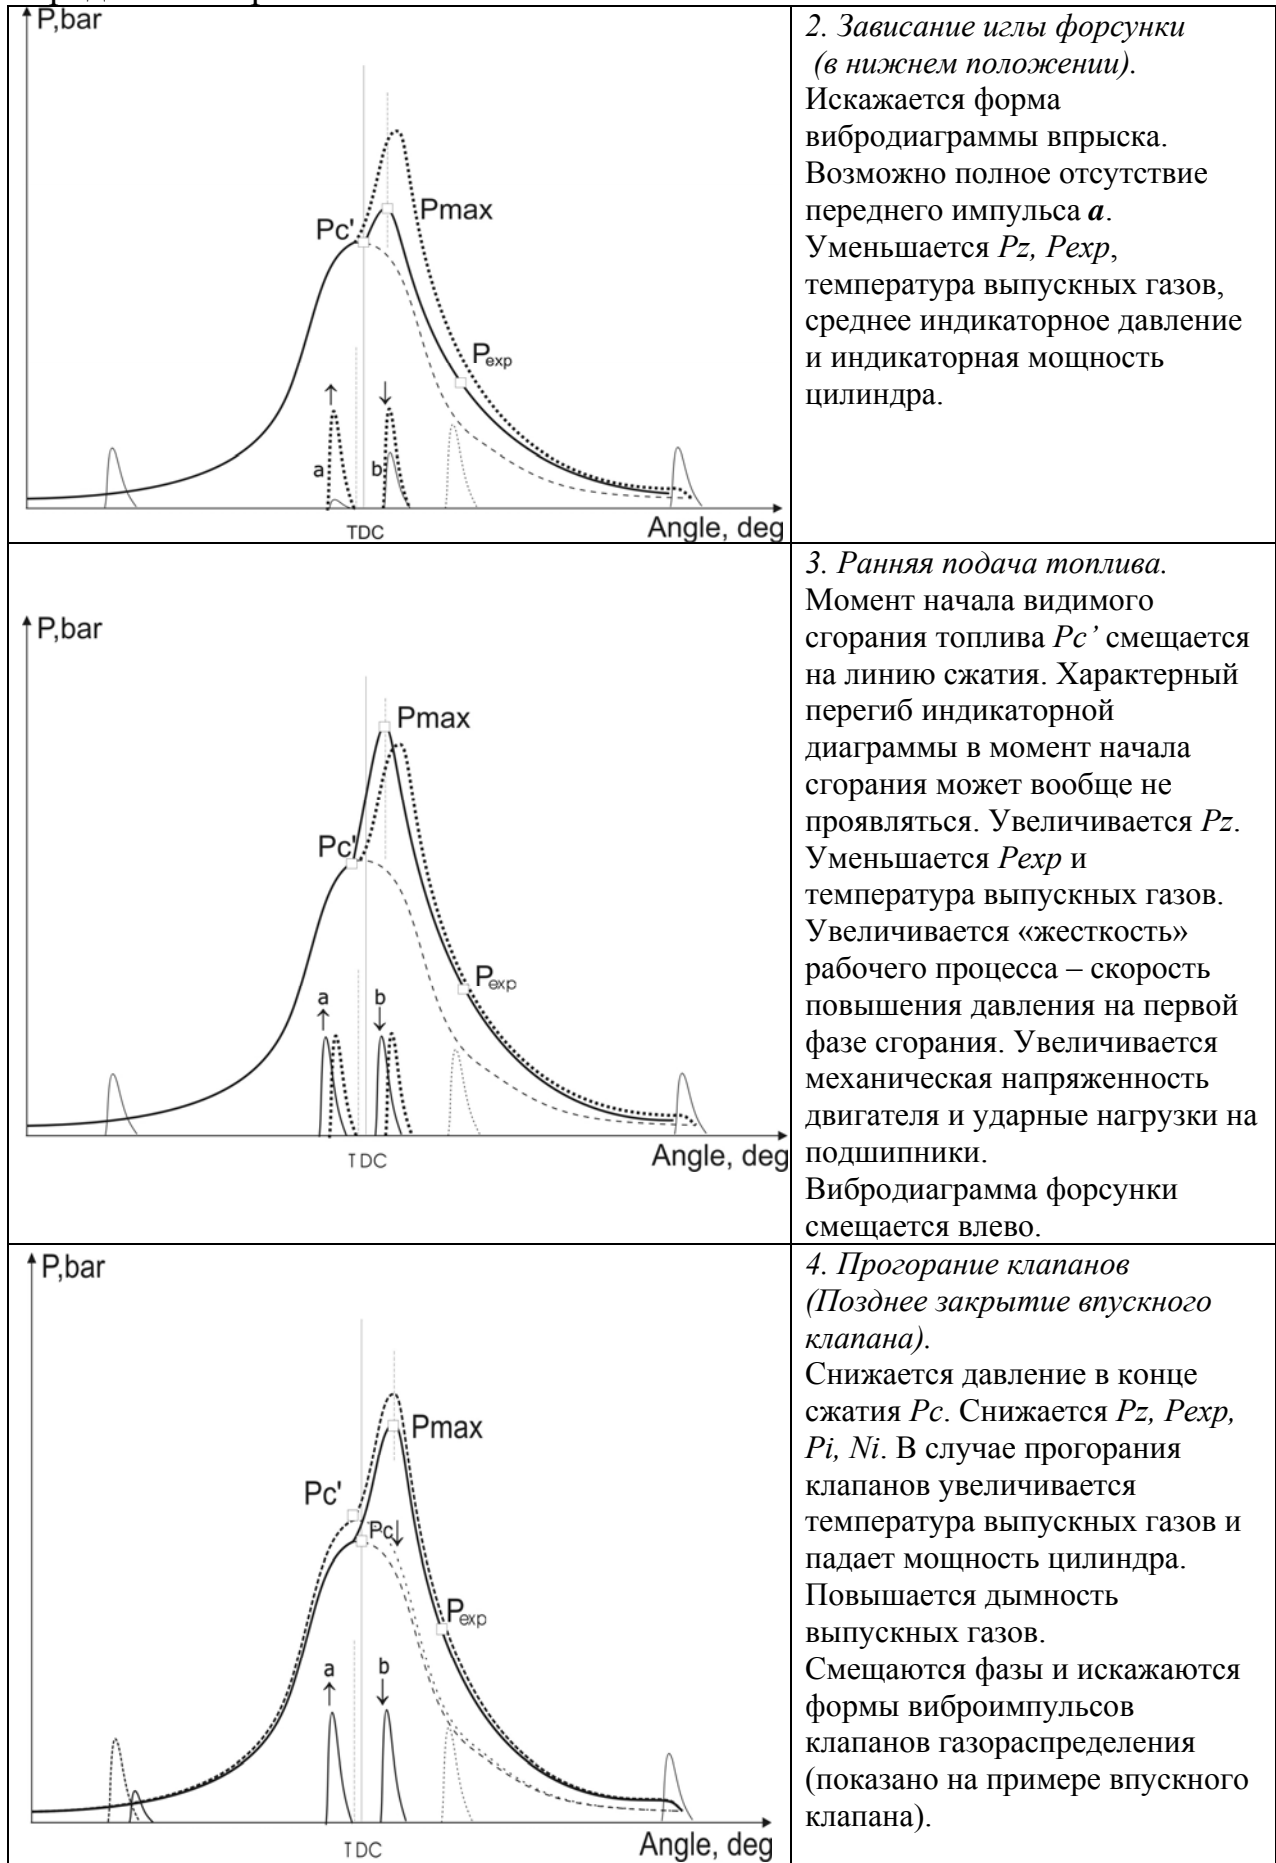 P,bar
Pc'
Pmax
Pexp
a
b
TDC
Angle, deg
2. Зависание иглы форсунки
(в нижнем положении).
Искажается форма
вибродиаграммы впрыска.
Возможно полное отсутствие
переднего импульса a.
Уменьшается Pz, Pexp,
температура выпускных газов,
среднее индикаторное давление
и индикаторная мощность
цилиндра.
P,bar
Pmax
Pc'
Pexp
a
b
TDC
Angle, deg
3. Ранняя подача топлива.
Момент начала видимого
сгорания топлива Pc’ смещается
на линию сжатия. Характерный
перегиб индикаторной
диаграммы в момент начала
сгорания может вообще не
проявляться. Увеличивается Pz.
Уменьшается Pexp и
температура выпускных газов.
Увеличивается «жесткость»
рабочего процесса – скорость
повышения давления на первой
фазе сгорания. Увеличивается
механическая напряженность
двигателя и ударные нагрузки на
подшипники.
Вибродиаграмма форсунки
смещается влево.
P,bar
Pmax
Pc'
Pc↓
Pexp
a
b
TDC
Angle, deg
4. Прогорание клапанов
(Позднее закрытие впускного
клапана).
Снижается давление в конце
сжатия Pc. Снижается Pz, Pexp,
Pi, Ni. В случае прогорания
клапанов увеличивается
температура выпускных газов и
падает мощность цилиндра.
Повышается дымность
выпускных газов.
Смещаются фазы и искажаются
формы виброимпульсов
клапанов газораспределения
(показано на примере впускного
клапана).